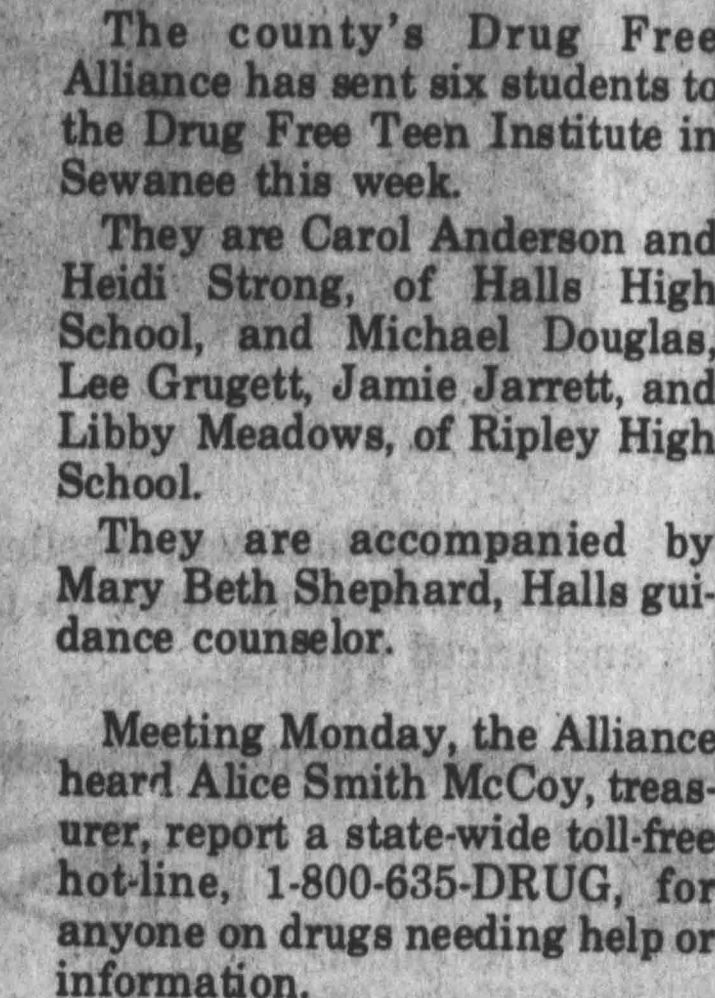 The county's Drug Free
Alliance has sent six students to
the Drug Free Teen Institute in
Sewanee this week.
They are Carol Anderson and
Heidi Strong, of Halls High
School, and Michael Douglas,
Lee Grugett, Jamie Jarrett, and
Libby Meadows, of Ripley High
School.
They are accompanied by
Mary Beth Shephard, Halls gui-
dance counselor.
Meeting Monday, the Alliance
heard Alice Smith McCoy, treas-
urer, report a state-wide toll-free
hot-line, 1-800-635-DRUG, for
anyone on drugs needing help or
information.